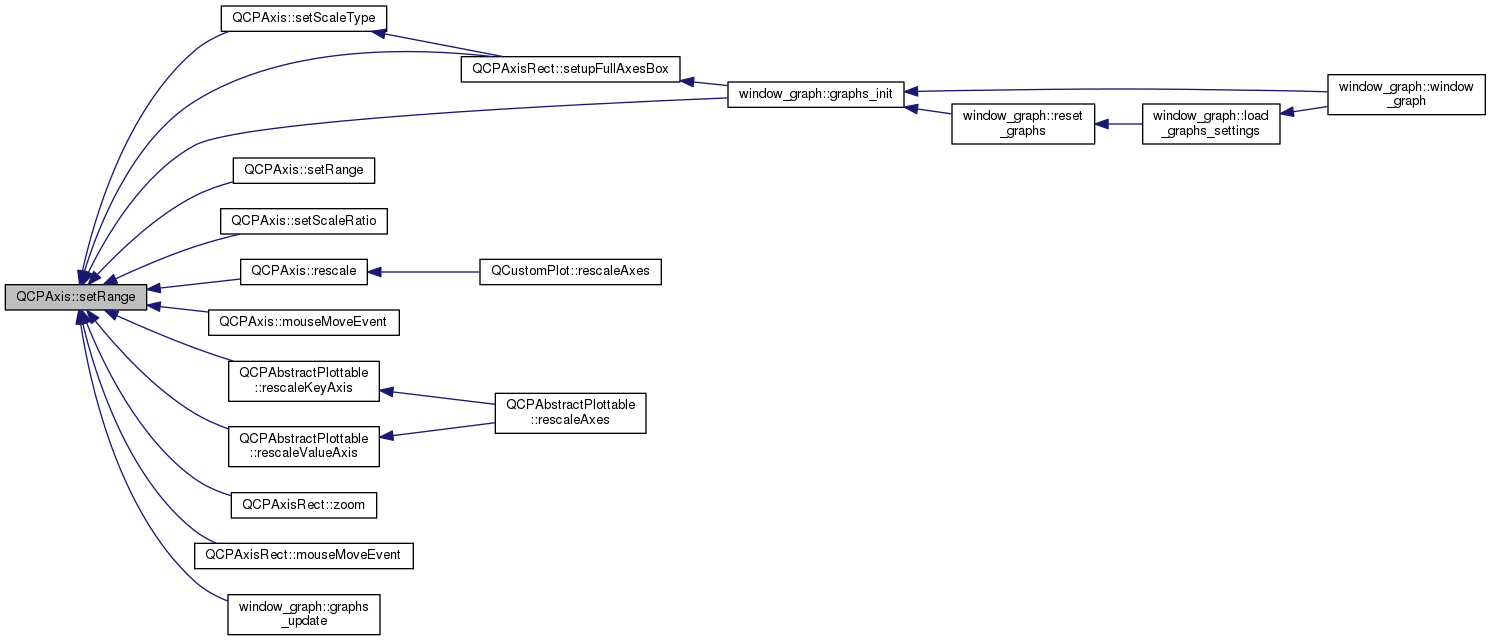 QCPAxis::setScaleType
QCPAxisRect::setupFullAxesBox
window_graph::graphs_init
window_graph::window
_graph
window_graph::reset
_graphs
window_graph::load
_graphs_settings
QCPAxis::setRange
QCPAxis::setScaleRatio
QCPAxis::rescale
QCustomPlot::rescaleAxes
QCPAxis::setRange
QCPAxis::mouseMoveEvent
QCPAbstractPlottable
::rescaleKeyAxis
QCPAbstractPlottable
::rescaleAxes
QCPAbstractPlottable
::rescaleValueAxis
QCPAxisRect::zoom
QCPAxisRect::mouseMoveEvent
window_graph::graphs
_update